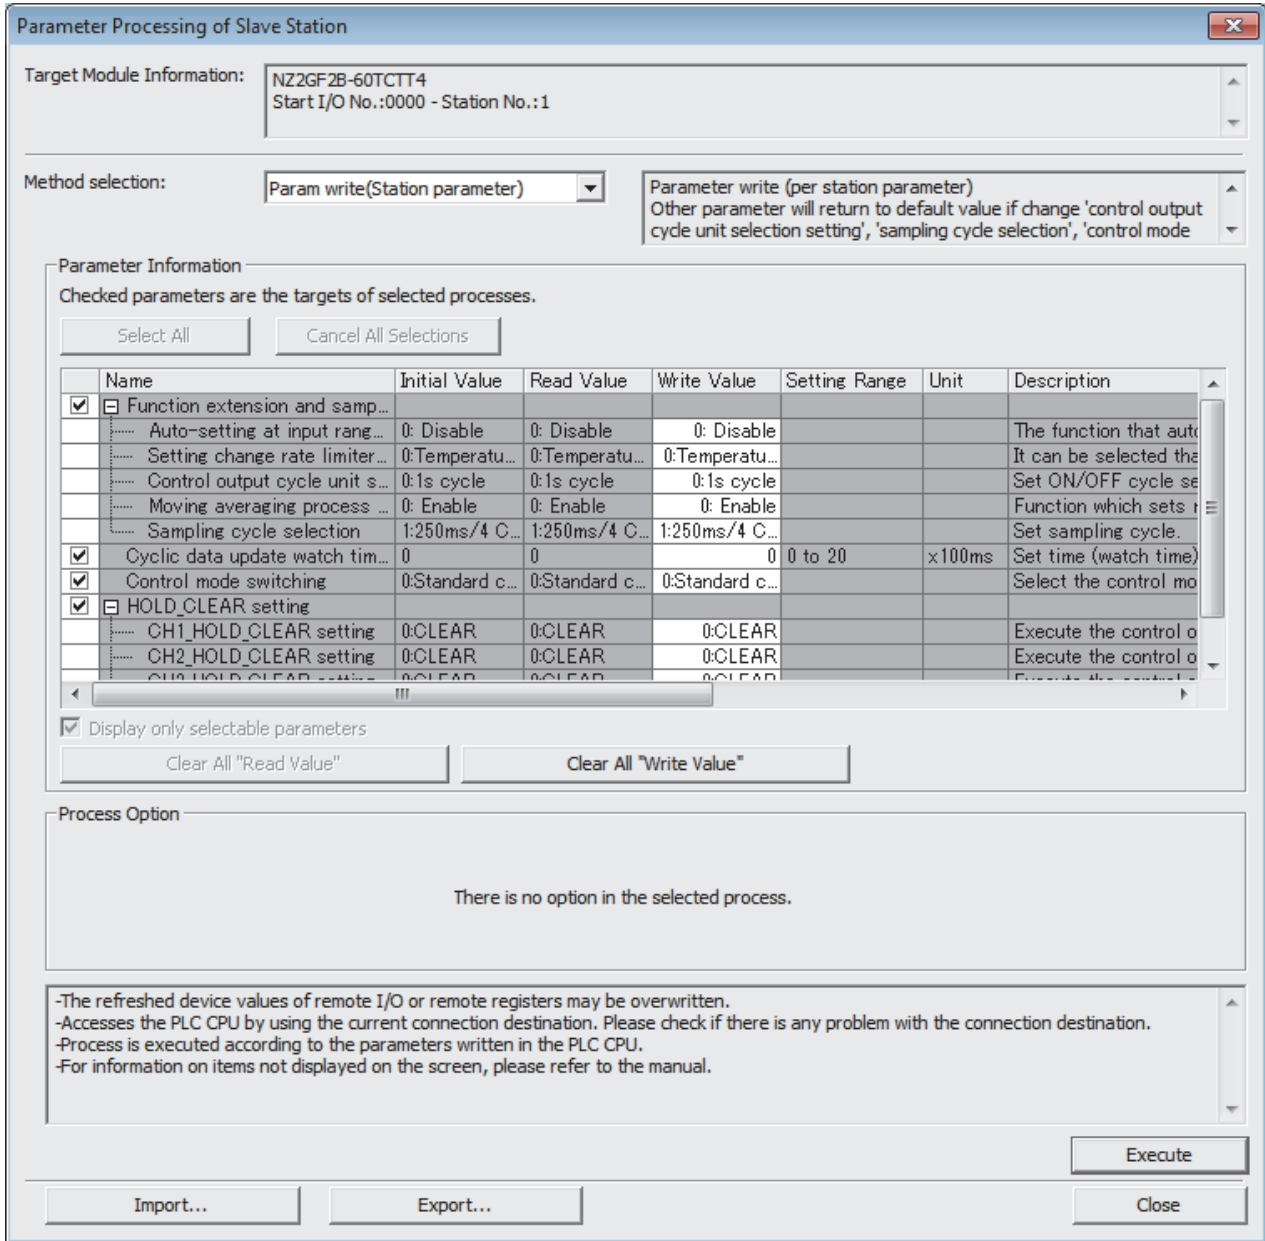 Parameter Processing of Slave Station
Target Module Information:
NZ2GF2B-60TCTT4
Start I/O No.:0000 - Station No.:1
Method selection:
Param write(Station parameter)
Parameter write (per station parameter)
Other parameter will return to default value if change 'control output
cycle unit selection setting', 'sampling cycle selection', 'control mode
Parameter Information
Checked parameters are the targets of selected processes.
Select All Cancel All Selections
Name Initial Value Read Value Write Value Setting Range Unit Description
Function extension and samp...
Auto-setting at input rang... 0: Disable 0: Disable 0: Disable The function that auto
Setting change rate limiter... 0:Temperatu... 0:Temperatu... 0:Temperatu... It can be selected tha
Control output cycle unit s... 0:1s cycle 0:1s cycle 0:1s cycle Set ON/OFF cycle se
Moving averaging process ... 0: Enable 0: Enable 0: Enable Function which sets
Sampling cycle selection 1:250ms/4 C... 1:250ms/4 C... 1:250ms/4 C... Set sampling cycle.
Cyclic data update watch tim... 0 0 0 0 to 20 x100ms Set time (watch time)
Control mode switching 0:Standard c... 0:Standard c... 0:Standard c... Select the control mo
HOLD_CLEAR setting
CH1_HOLD_CLEAR setting 0:CLEAR 0:CLEAR 0:CLEAR Execute the control o
CH2_HOLD_CLEAR setting 0:CLEAR 0:CLEAR 0:CLEAR Execute the control o
Display only selectable parameters
Clear All "Read Value" Clear All "Write Value"
Process Option
There is no option in the selected process.
-The refreshed device values of remote I/O or remote registers may be overwritten.
-Accesses the PLC CPU by using the current connection destination. Please check if there is any problem with the connection destination.
-Process is executed according to the parameters written in the PLC CPU.
-For information on items not displayed on the screen, please refer to the manual.
Execute
Import... Export... Close